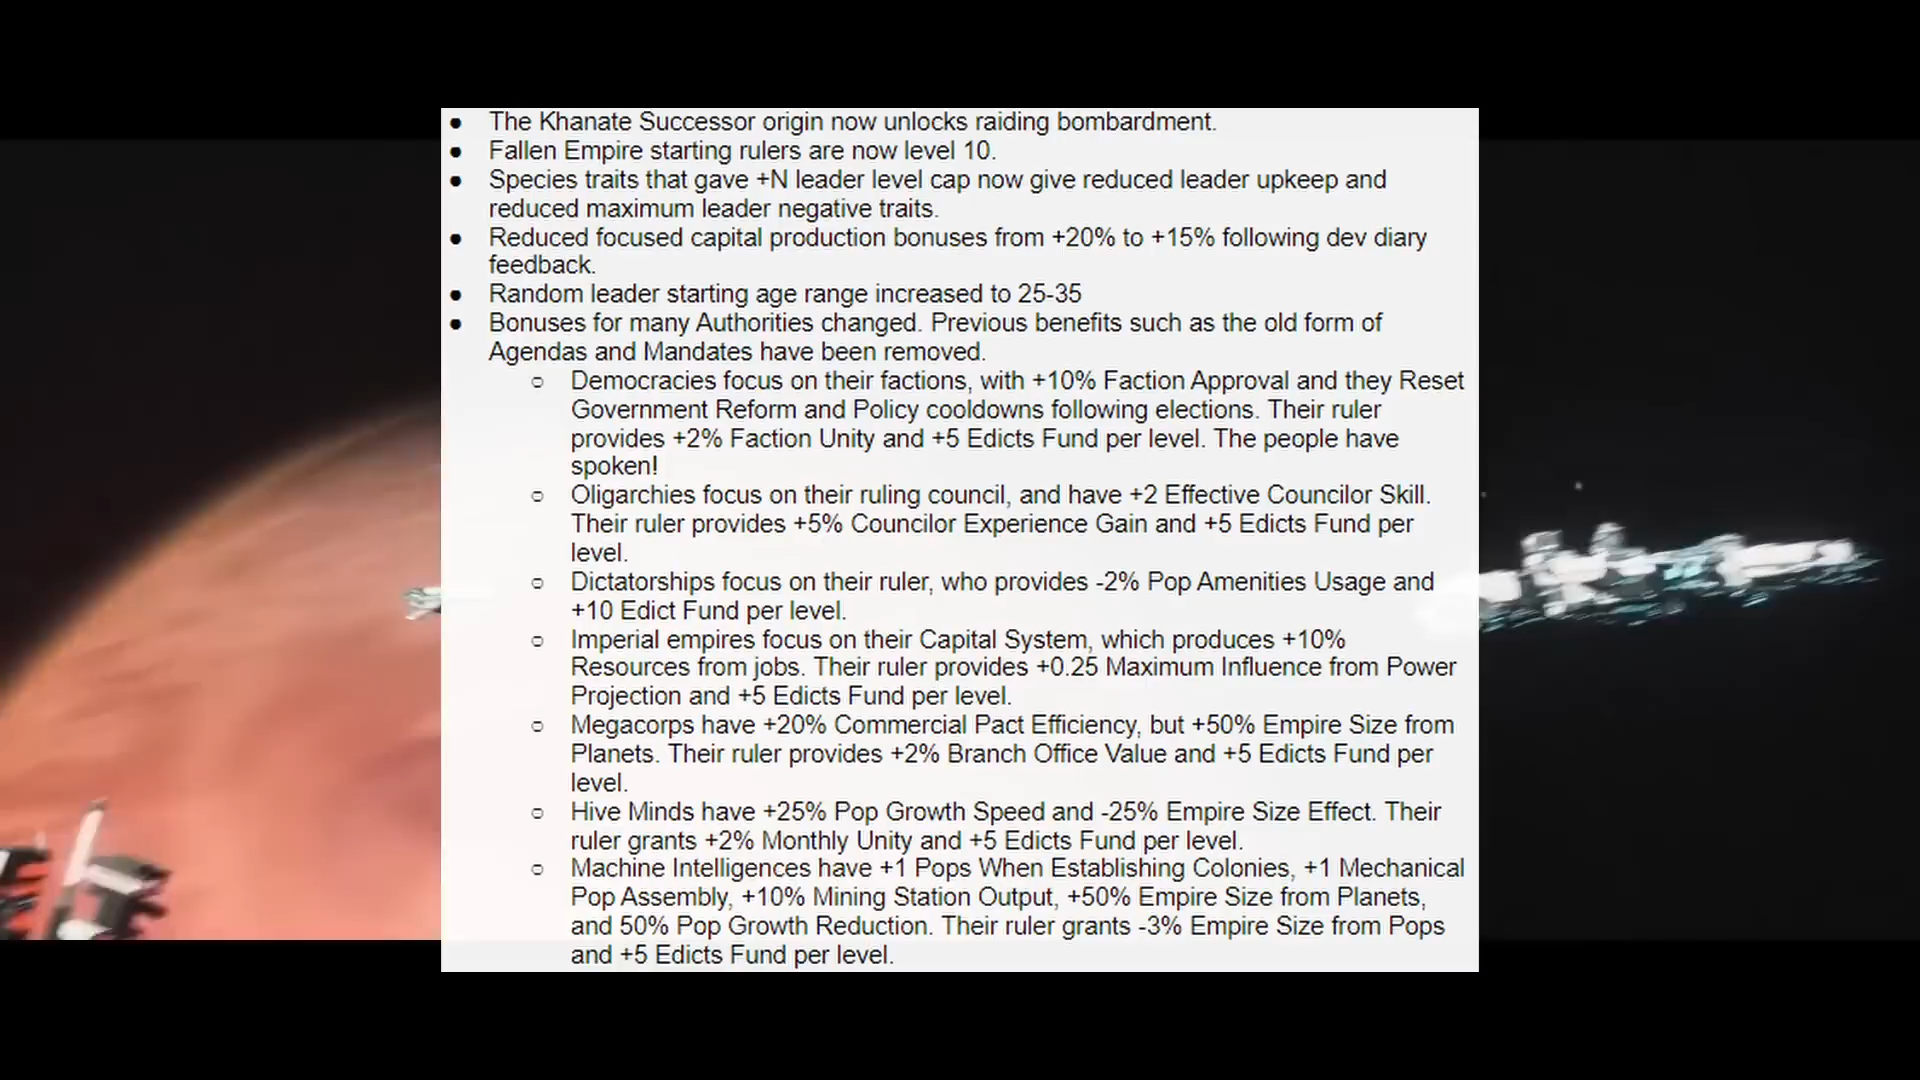 ● The Khanate Successor origin now unlocks raiding bombardment.
● Fallen Empire starting rulers are now level 10.
● Species traits that gave +N leader level cap now give reduced leader upkeep and
reduced maximum leader negative traits.
● Reduced focused capital production bonuses from +20% to +15% following dev diary
feedback.
● Random leader starting age range increased to 25-35
● Bonuses for many Authorities changed. Previous benefits such as the old form of
Agendas and Mandates have been removed.
○ Democracies focus on their factions, with +10% Faction Approval and they Reset
Government Reform and Policy cooldowns following elections. Their ruler
provides +2% Faction Unity and +5 Edicts Fund per level. The people have
spoken!
○ Oligarchies focus on their ruling council, and have +2 Effective Councilor Skill.
Their ruler provides +5% Councilor Experience Gain and +5 Edicts Fund per
level.
○ Dictatorships focus on their ruler, who provides -2% Pop Amenities Usage and
+10 Edict Fund per level.
○ Imperial empires focus on their Capital System, which produces +10%
Resources from jobs. Their ruler provides +0.25 Maximum Influence from Power
Projection and +5 Edicts Fund per level.
○ Megacorps have +20% Commercial Pact Efficiency, but +50% Empire Size from
Planets. Their ruler provides +2% Branch Office Value and +5 Edicts Fund per
level.
○ Hive Minds have +25% Pop Growth Speed and -25% Empire Size Effect. Their
ruler grants +2% Monthly Unity and +5 Edicts Fund per level.
○ Machine Intelligences have +1 Pops When Establishing Colonies, +1 Mechanical
Pop Assembly, +10% Mining Station Output, +50% Empire Size from Planets,
and 50% Pop Growth Reduction. Their ruler grants -3% Empire Size from Pops
and +5 Edicts Fund per level.